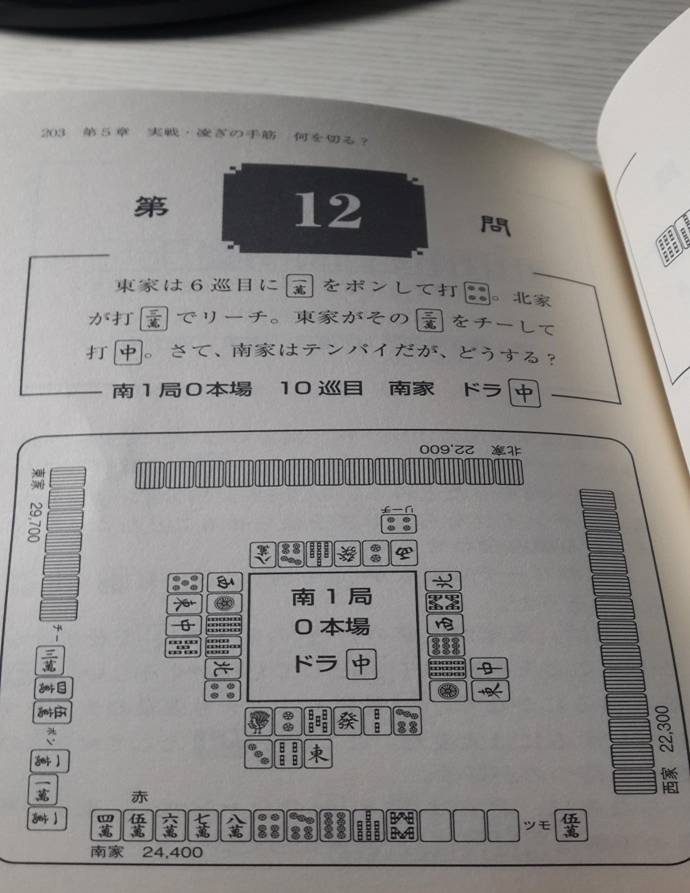 203 第5章 実戦・凌ぎの手筋 何を切る？
第 12 問
東家は6巡目に一萬をポンして打。北家
が打三萬でリーチ。東家がその三萬をチーして
打中。さて、南家はテンパイだが、どうする？
南1局0本場 10巡目 南家 ドラ中
北家 22,600
東家 29,700
リーチ
八萬 發 西
南1局
0本場
ドラ中
西
東
中
北
北
西
中
東
發
東
チー
三萬
四萬
伍萬
ポン
一萬
一萬
一萬
西家 22,300
赤
四萬 伍萬 六萬 七萬 八萬 ツモ 伍萬
南家 24,400